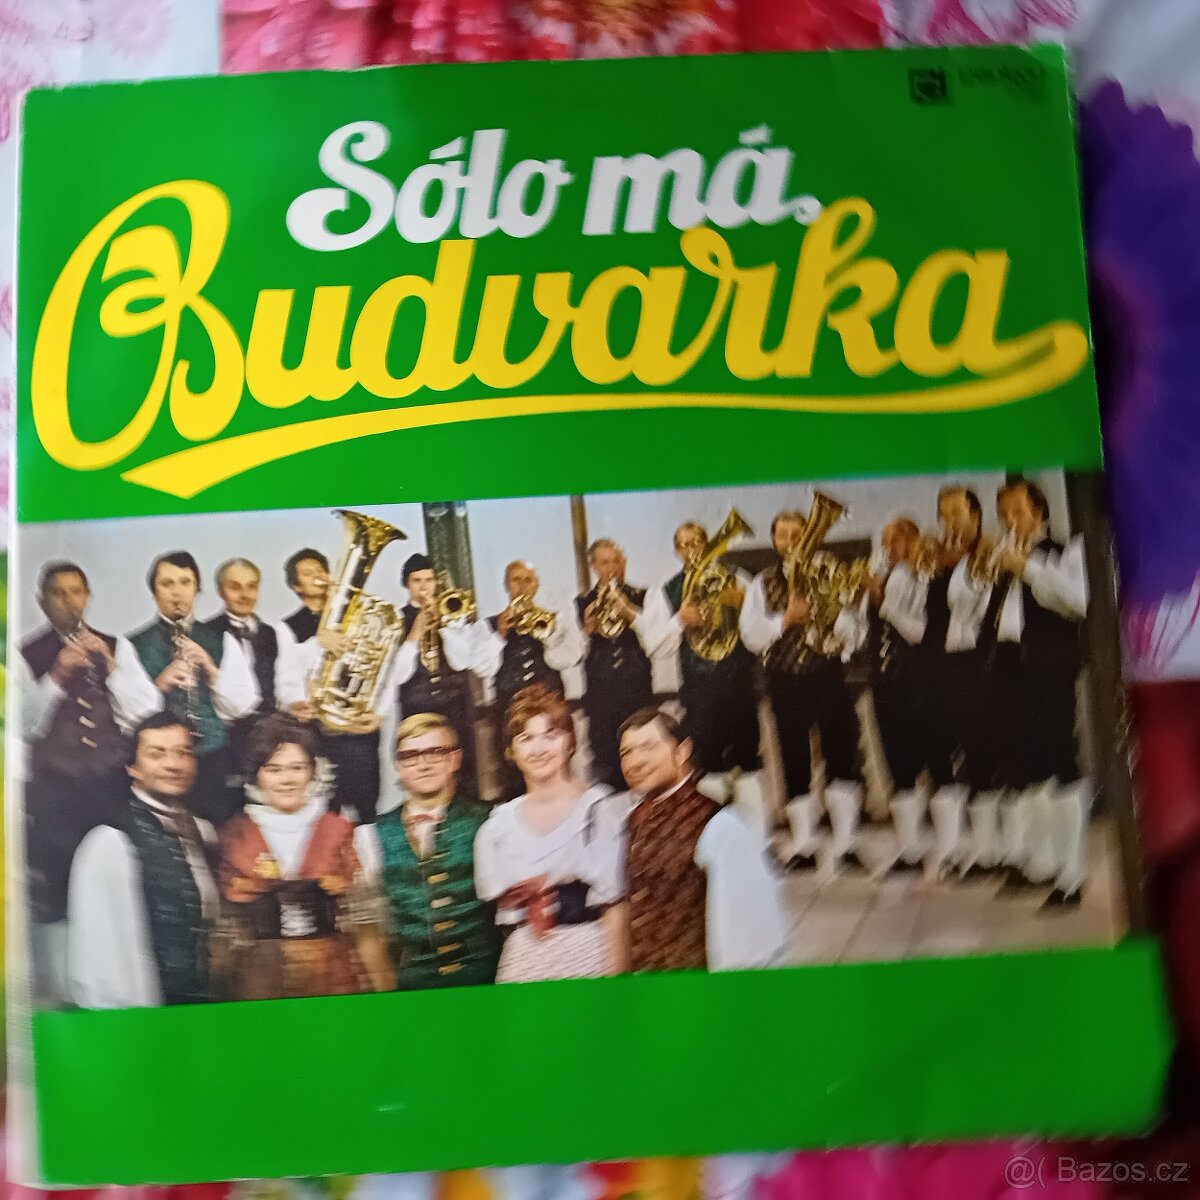 Sólo má
Budvarka
@( Bazos.cz